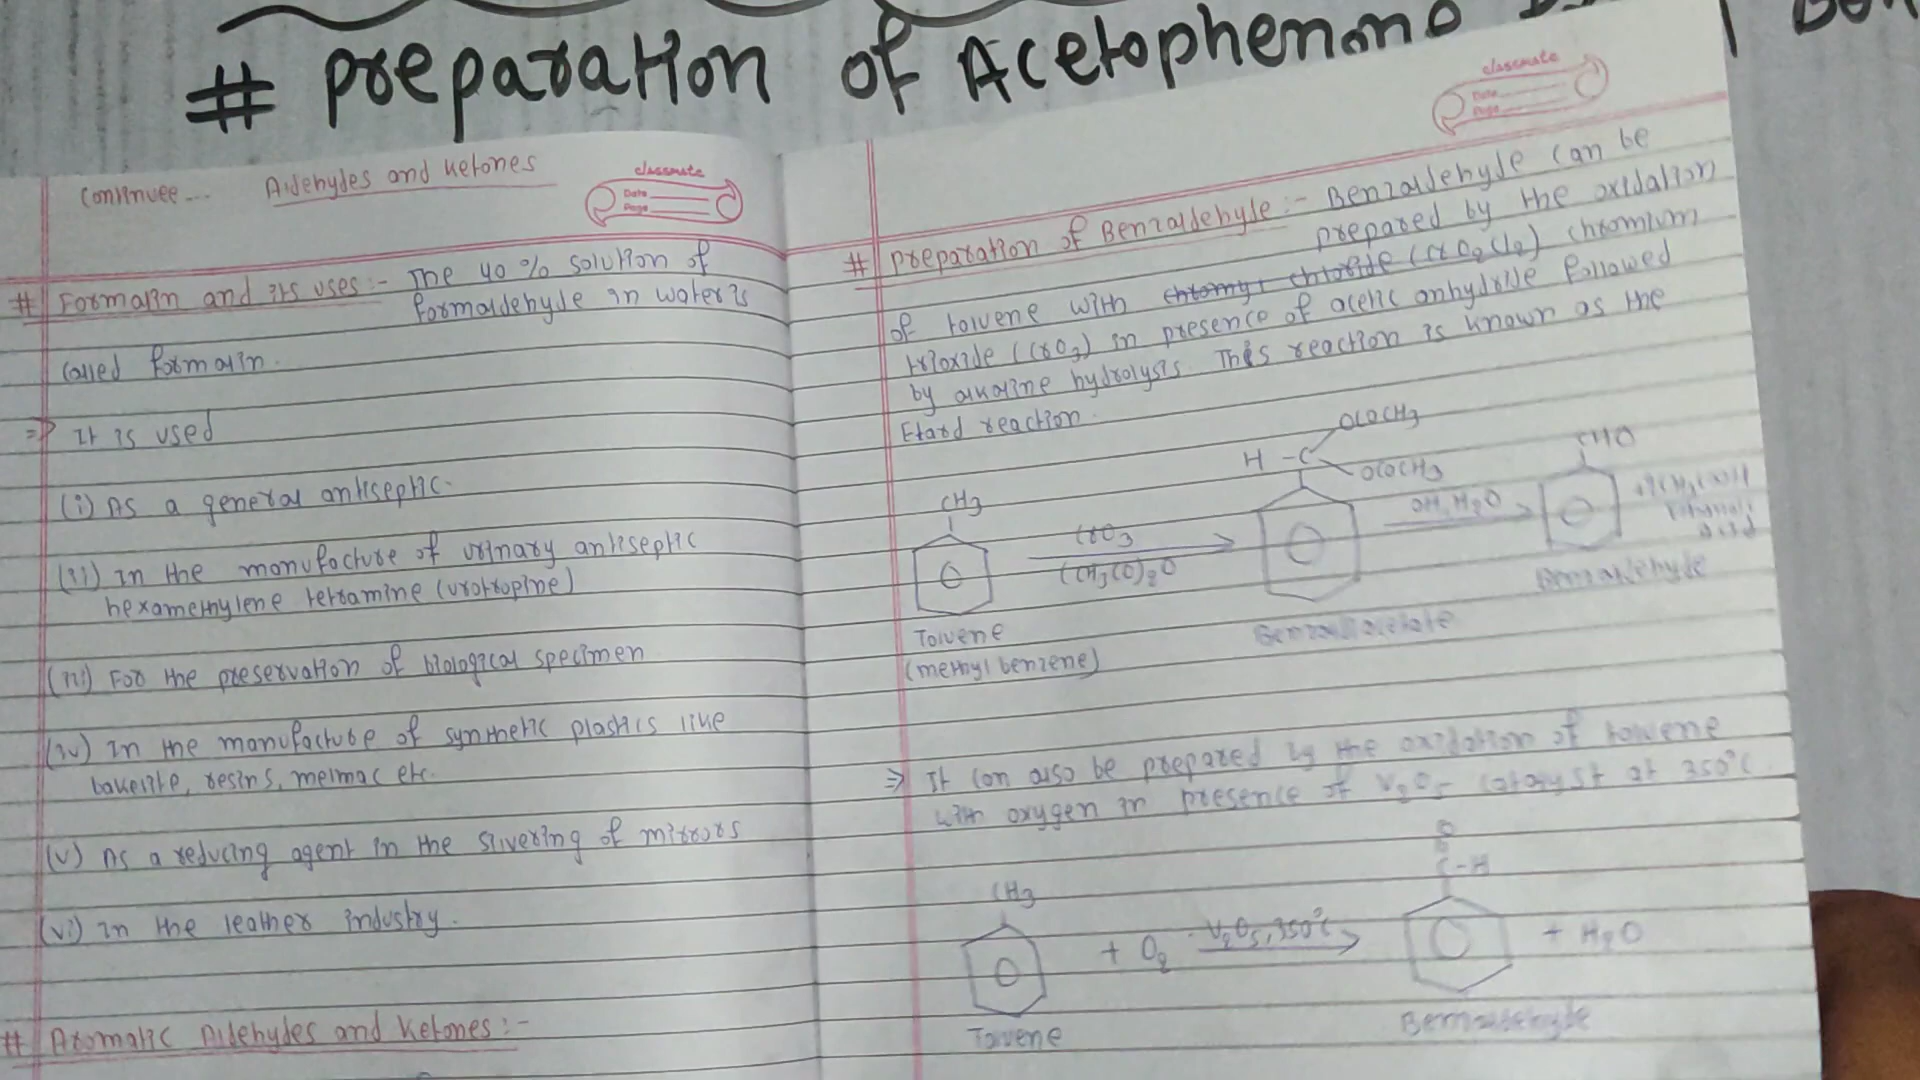 # Preparation of Acetophenone
Continuee... Aldehydes and Ketones
classmate
Date
Page
# Formalin and its uses :- The 40 % solution of
formaldehyde in water is
called formalin.
=> It is used
(i) As a general antiseptic.
(ii) In the manufacture of urinary antiseptic
hexamethylene tetramine (urotropine)
(iii) For the preservation of biological specimen
(iv) In the manufacture of synthetic plastics like
bakelite, resins, melmac etc.
(v) As a reducing agent in the silvering of mirrors
(vi) In the leather industry.
# Aromatic Aldehydes and Ketones :-
classmate
Date
Page
# Preparation of Benzaldehyde :- Benzaldehyde can be
prepared by the oxidation
of toluene with chromyl chloride (CrO2Cl2) chromium
trioxide (CrO3) in presence of acetic anhydride followed
by alkaline hydrolysis. This reaction is known as the
Etard reaction.
OCOCH3
H - C
OCOCH3
CHO
CH3
CrO3
(CH3CO)2O
OH, H2O
Toluene
(methyl benzene)
Benzaldehyde
=> It can also be prepared by the oxidation of toluene
with oxygen in presence of V2O5 catalyst at 350°C
O
C-H
CH3
+ O2
V2O5, 350°C
+ H2O
Toluene
Benzaldehyde